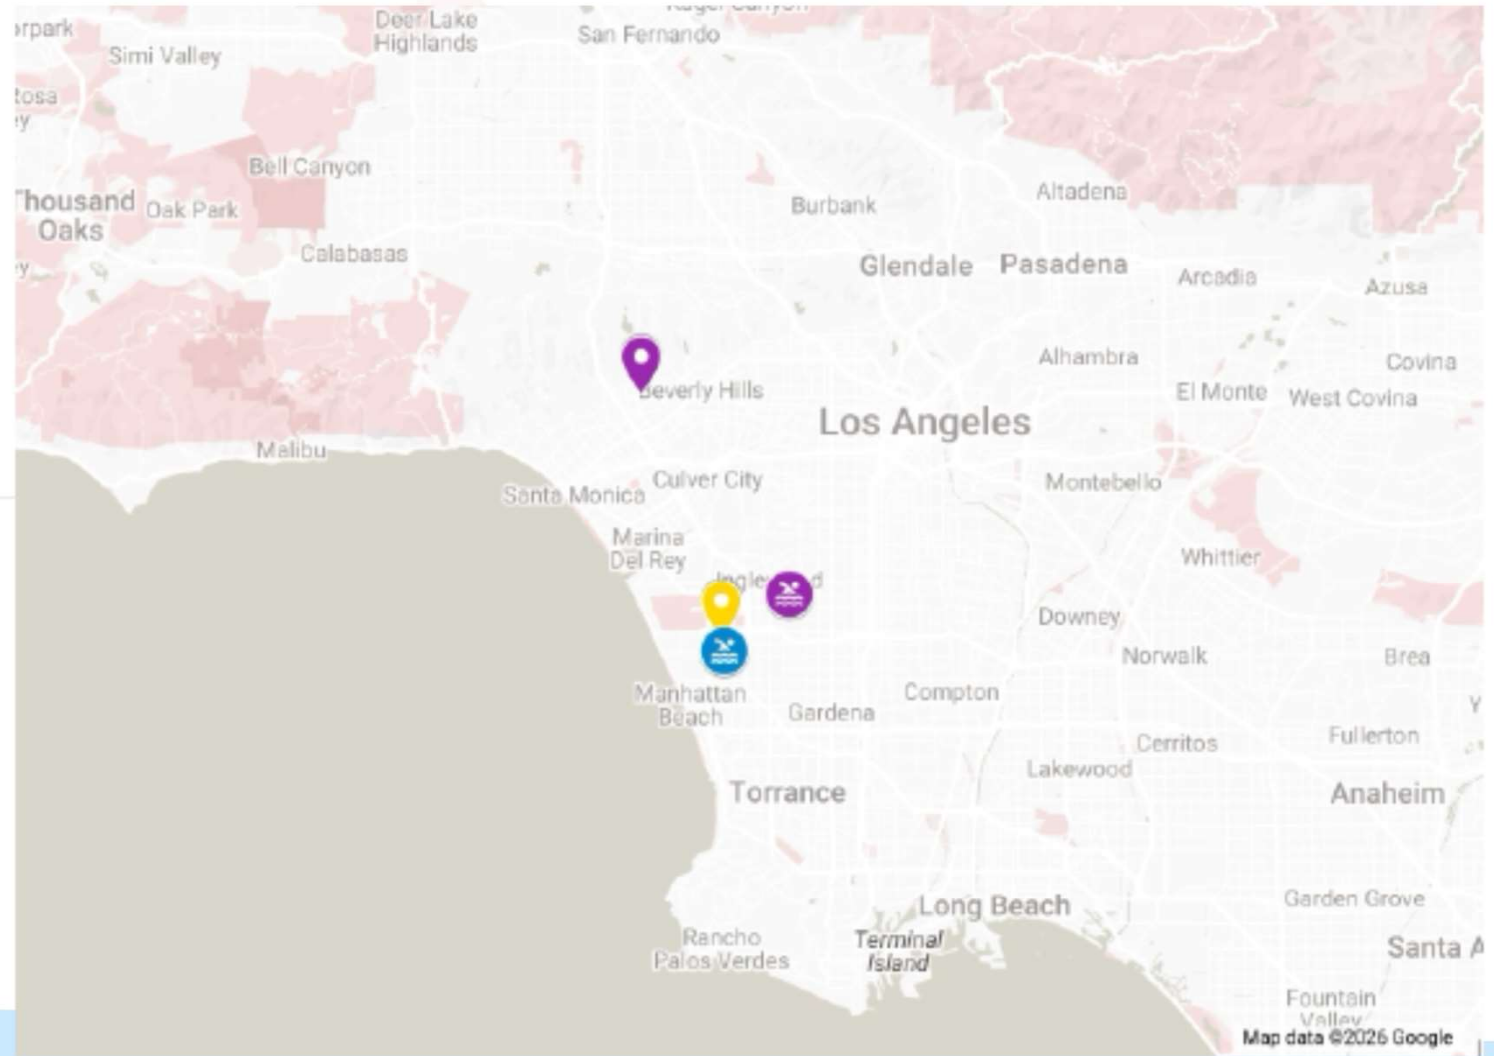 Deer Lake
Highlands
San Fernando
Simi Valley
Bell Canyon
Thousand
Oaks
Oak Park
Burbank
Altadena
Calabasas
Glendale
Pasadena
Arcadia
Azusa
Alhambra
Covina
Beverly Hills
El Monte
West Covina
Los Angeles
Malibu
Culver City
Santa Monica
Montebello
Marina
Del Rey
Whittier
Downey
Norwalk
Brea
Manhattan
Beach
Compton
Gardena
Cerritos
Fullerton
Lakewood
Torrance
Anaheim
Long Beach
Garden Grove
Rancho
Palos Verdes
Terminal
Island
Santa A
Fountain
Valley
Map data ©2026 Google